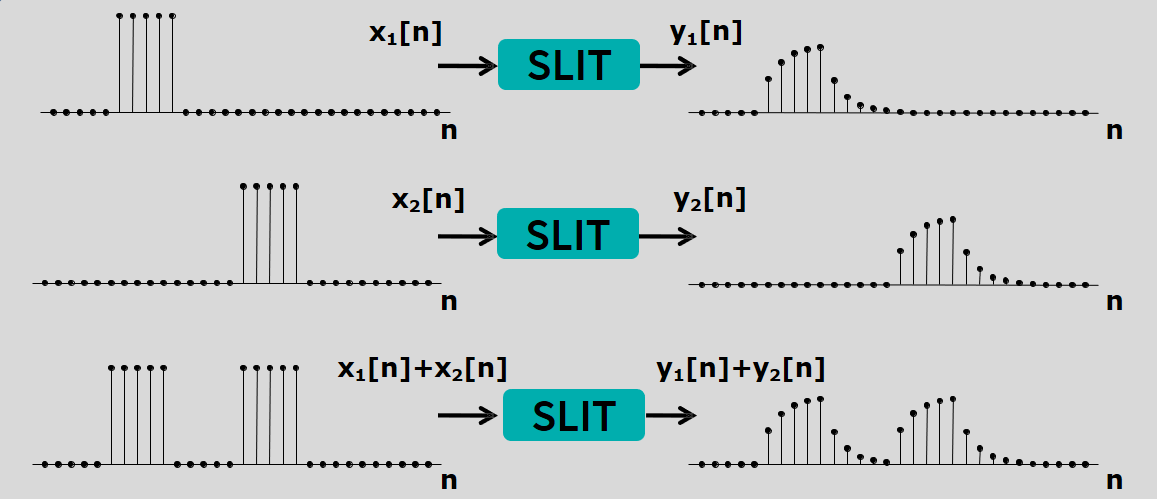 x₁[n] SLIT y₁[n]
n n
x₂[n] SLIT y₂[n]
n n
x₁[n]+x₂[n] SLIT y₁[n]+y₂[n]
n n